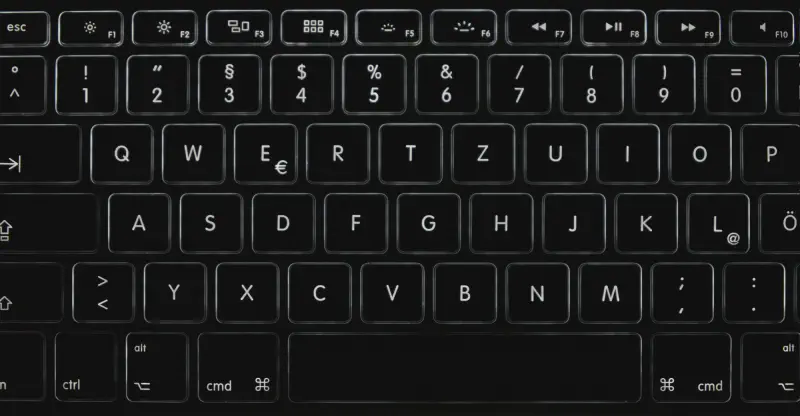 esc F1 F2 F3 F4 F5 F6 F7 F8 F9 F10
° ! " § $ % & / ( ) =
^ 1 2 3 4 5 6 7 8 9 0
Q W E € R T Z U I O P
A S D F G H J K L @ Ö
> ; :
< Y X C V B N M , .
alt alt
n ctrl ⌥ cmd ⌘ ⌘ cmd ⌥